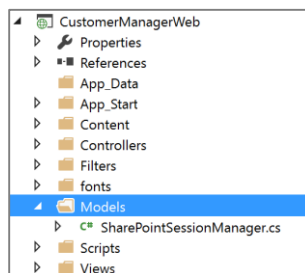 CustomerManagerWeb
Properties
References
App_Data
App_Start
Content
Controllers
Filters
fonts
Models
C# SharePointSessionManager.cs
Scripts
Views